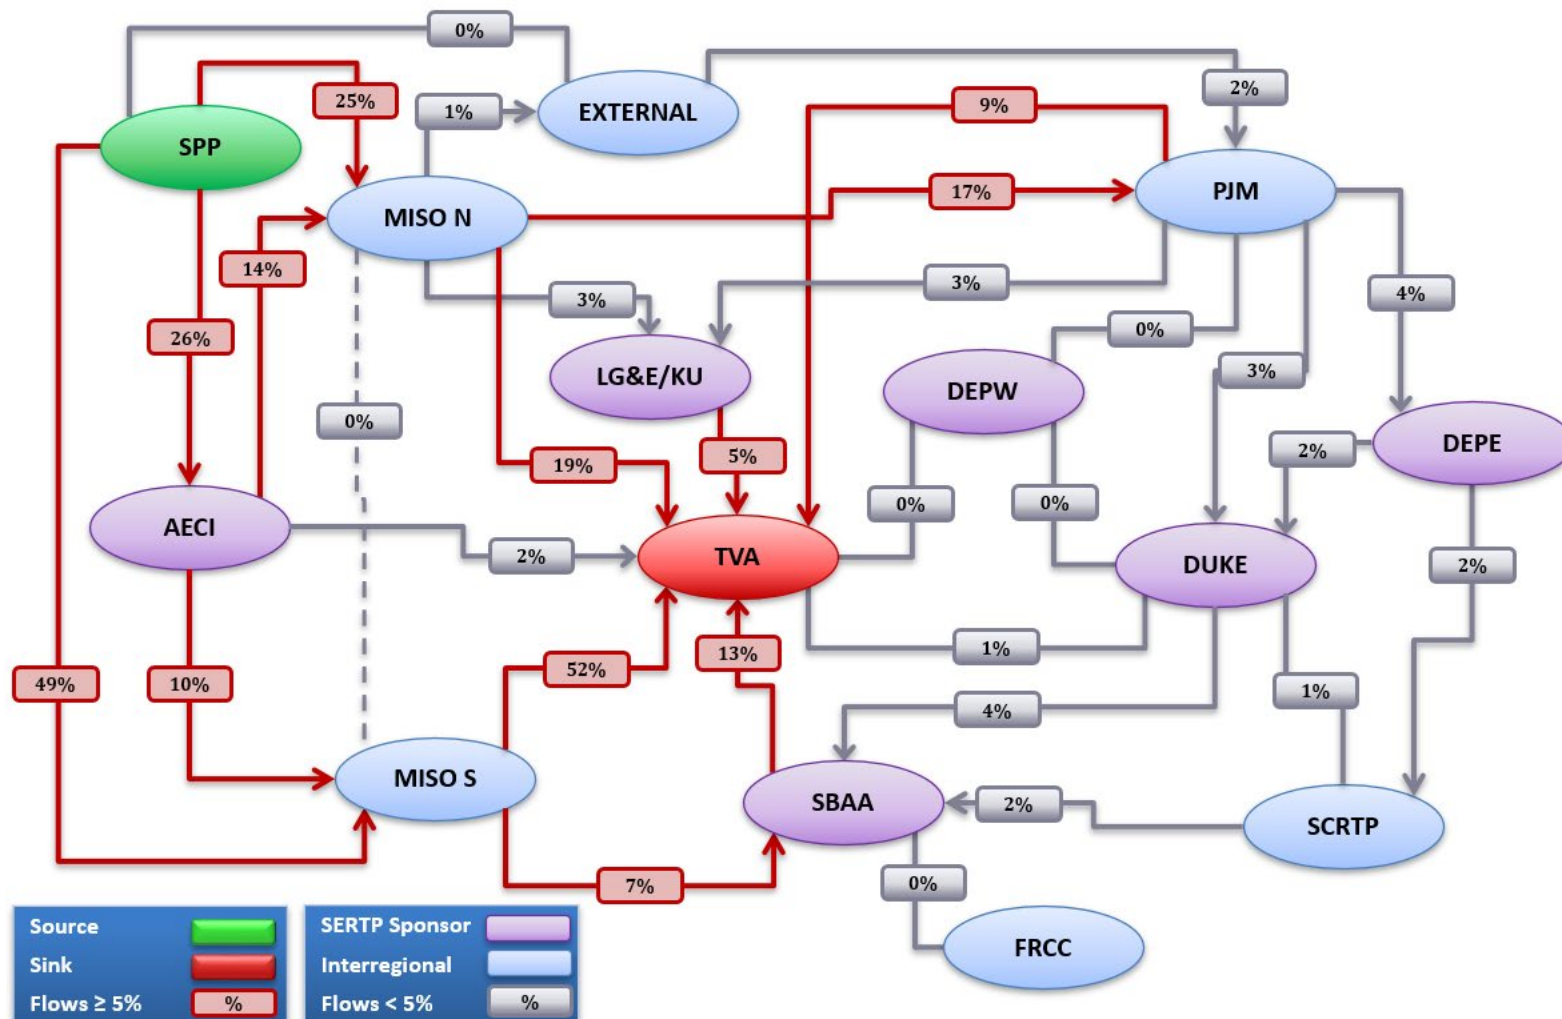 0%
25%
1%
EXTERNAL
9%
2%
SPP
MISO N
17%
PJM
14%
3%
3%
4%
26%
0%
LG&E/KU
DEPW
0%
3%
DEPE
19%
5%
2%
AECI
2%
TVA
0%
0%
DUKE
2%
49%
10%
52%
13%
1%
4%
1%
MISO S
SBAA
2%
SCRTP
7%
0%
FRCC
Source
Sink
Flows ≥ 5% %
SERTP Sponsor
Interregional
Flows < 5% %